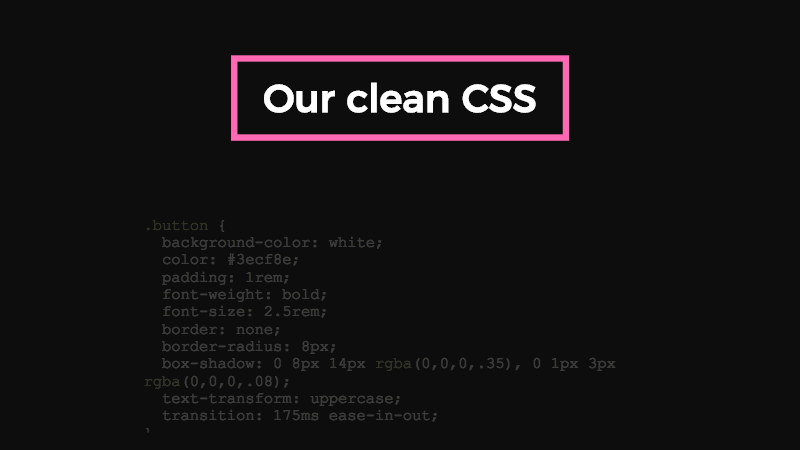 Our clean CSS
.button {
background-color: white;
color: #3ecf8e;
padding: 1rem;
font-weight: bold;
font-size: 2.5rem;
border: none;
border-radius: 8px;
box-shadow: 0 8px 14px rgba(0,0,0,.35), 0 1px 3px
rgba(0,0,0,.08);
text-transform: uppercase;
transition: 175ms ease-in-out;